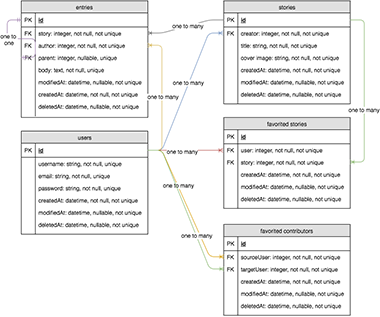 entries
PK id
FK story: integer, not null, not unique
FK author: integer, not null, not unique
FK parent: integer, nullable, unique
body: text, not null, unique
modifiedAt: datetime, nullable, not unique
createdAt: datetime, not null, not unique
deletedAt: datetime, nullable, not unique
one to one
stories
PK id
FK creator: integer, not null, not unique
title: string, not null, not unique
cover image: string, not null, not unique
createdAt: datetime, not null, not unique
modifiedAt: datetime, nullable, not unique
deletedAt: datetime, nullable, not unique
one to many
one to many
one to many
one to many
users
PK id
username: string, not null, unique
email: string, not null, unique
password: string, not null, unique
createdAt: datetime, not null, not unique
modifiedAt: datetime, nullable, not unique
deletedAt: datetime, nullable, not unique
favorited stories
PK id
FK user: integer, not null, not unique
FK story: integer, not null, not unique
createdAt: datetime, not null, not unique
modifiedAt: datetime, nullable, not unique
deletedAt: datetime, nullable, not unique
one to many
one to many
one to many
favorited contributors
PK id
FK sourceUser: integer, not null, not unique
FK targetUser: integer, not null, not unique
createdAt: datetime, not null, not unique
modifiedAt: datetime, nullable, not unique
deletedAt: datetime, nullable, not unique